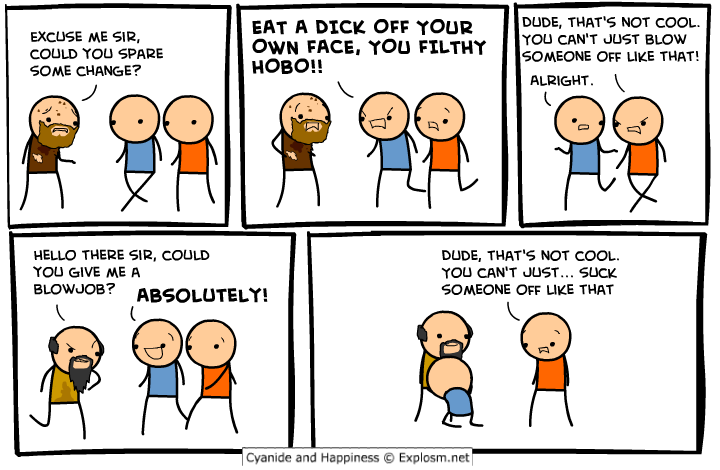 EXCUSE ME SIR,
COULD YOU SPARE
SOME CHANGE?
EAT A DICK OFF YOUR
OWN FACE, YOU FILTHY
HOBO!!
DUDE, THAT'S NOT COOL.
YOU CAN'T JUST BLOW
SOMEONE OFF LIKE THAT!
ALRIGHT.
HELLO THERE SIR, COULD
YOU GIVE ME A
BLOWJOB?
ABSOLUTELY!
DUDE, THAT'S NOT COOL.
YOU CAN'T JUST... SUCK
SOMEONE OFF LIKE THAT
Cyanide and Happiness © Explosm.net